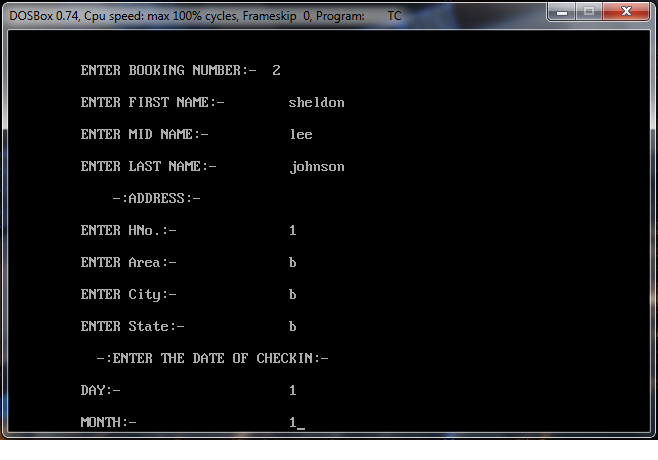 DOSBox 0.74, Cpu speed: max 100% cycles, Frameskip 0, Program: TC
ENTER BOOKING NUMBER:- 2
ENTER FIRST NAME:- sheldon
ENTER MID NAME:- lee
ENTER LAST NAME:- johnson
-:ADDRESS:-
ENTER HNo.:- 1
ENTER Area:- b
ENTER City:- b
ENTER State:- b
-:ENTER THE DATE OF CHECKIN:-
DAY:- 1
MONTH:- 1_